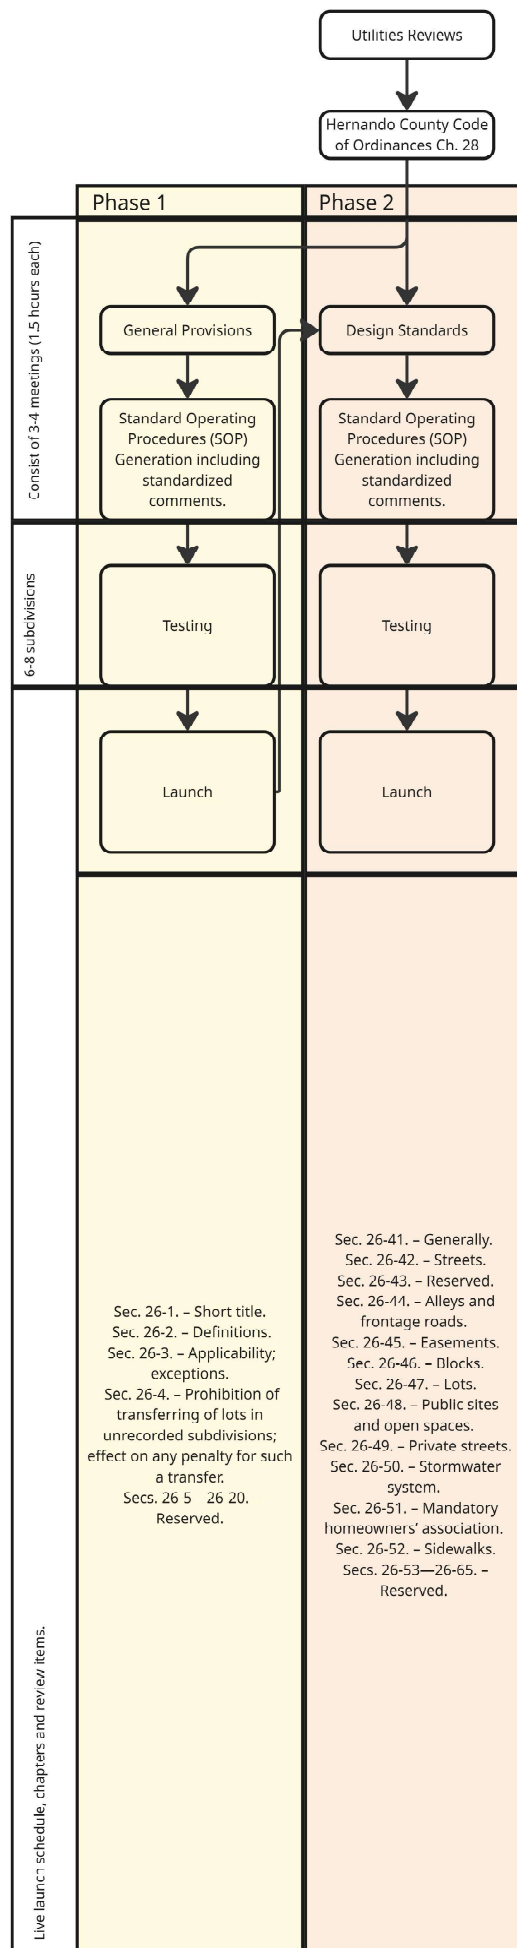 Utilities Reviews
Hernando County Code
of Ordinances Ch. 28
Phase 1
Phase 2
Consist of 3-4 meetings (1.5 hours each)
General Provisions
Design Standards
Standard Operating
Procedures (SOP)
Generation including
standardized
comments.
Standard Operating
Procedures (SOP)
Generation including
standardized
comments.
6-8 subdivisions
Testing
Testing
Launch
Launch
Live launch schedule, chapters and review items.
Sec. 26-1. – Short title.
Sec. 26-2. – Definitions.
Sec. 26-3. – Applicability;
exceptions.
Sec. 26-4. – Prohibition of
transferring of lots in
unrecorded subdivisions;
effect on any penalty for such
a transfer.
Secs. 26 5 26 20.
Reserved.
Sec. 26-41. – Generally.
Sec. 26-42. – Streets.
Sec. 26-43. – Reserved.
Sec. 26-44. – Alleys and
frontage roads.
Sec. 26-45. – Easements.
Sec. 26-46. – Blocks.
Sec. 26-47. – Lots.
Sec. 26-48. – Public sites
and open spaces.
Sec. 26-49. – Private streets.
Sec. 26-50. – Stormwater
system.
Sec. 26-51. – Mandatory
homeowners’ association.
Sec. 26-52. – Sidewalks.
Secs. 26-53—26-65. –
Reserved.